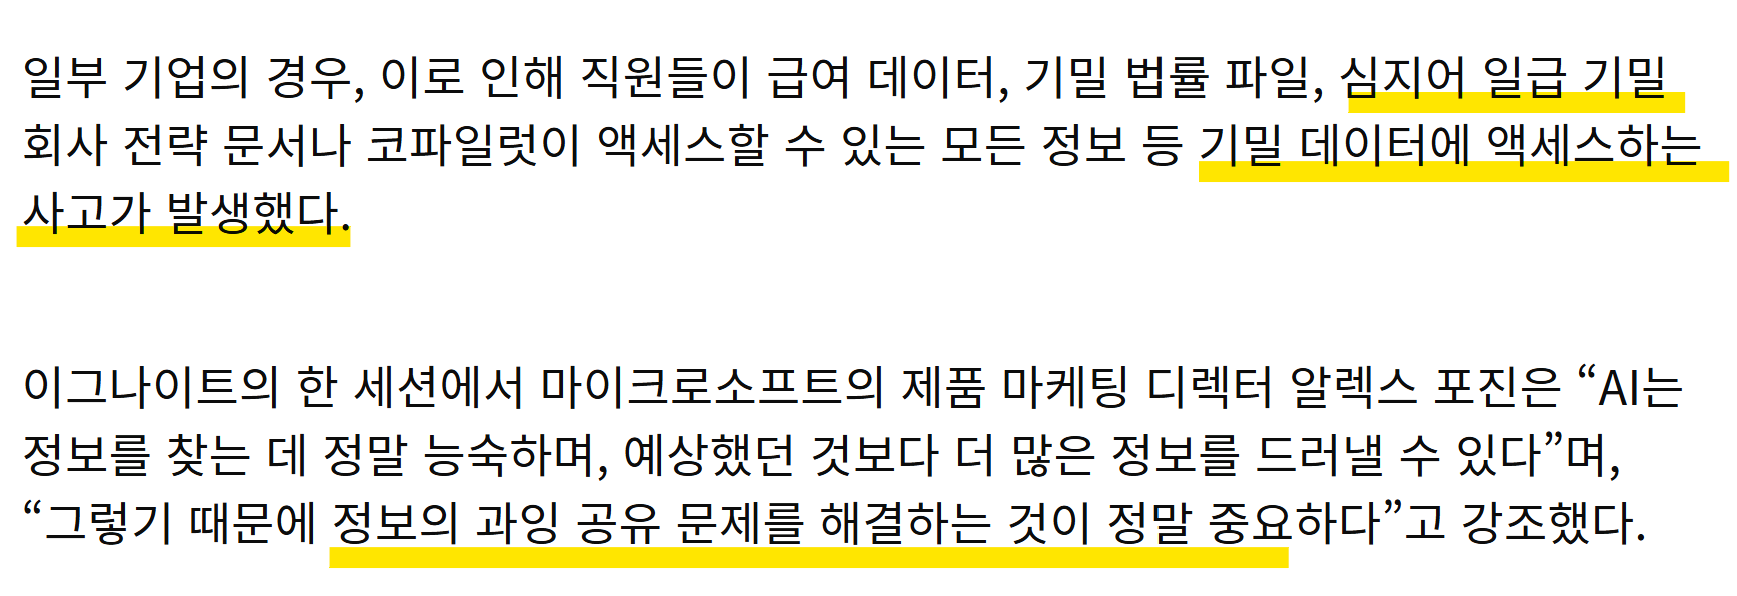 일부 기업의 경우, 이로 인해 직원들이 급여 데이터, 기밀 법률 파일, 심지어 일급 기밀
회사 전략 문서나 코파일럿이 액세스할 수 있는 모든 정보 등 기밀 데이터에 액세스하는
사고가 발생했다.
이그나이트의 한 세션에서 마이크로소프트의 제품 마케팅 디렉터 알렉스 포진은 “AI는
정보를 찾는 데 정말 능숙하며, 예상했던 것보다 더 많은 정보를 드러낼 수 있다”며,
“그렇기 때문에 정보의 과잉 공유 문제를 해결하는 것이 정말 중요하다”고 강조했다.